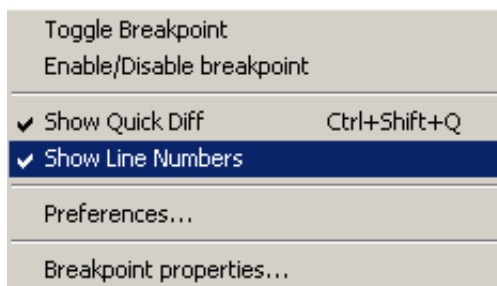 Toggle Breakpoint
Enable/Disable breakpoint
Show Quick Diff Ctrl+Shift+Q
Show Line Numbers
Preferences...
Breakpoint properties...